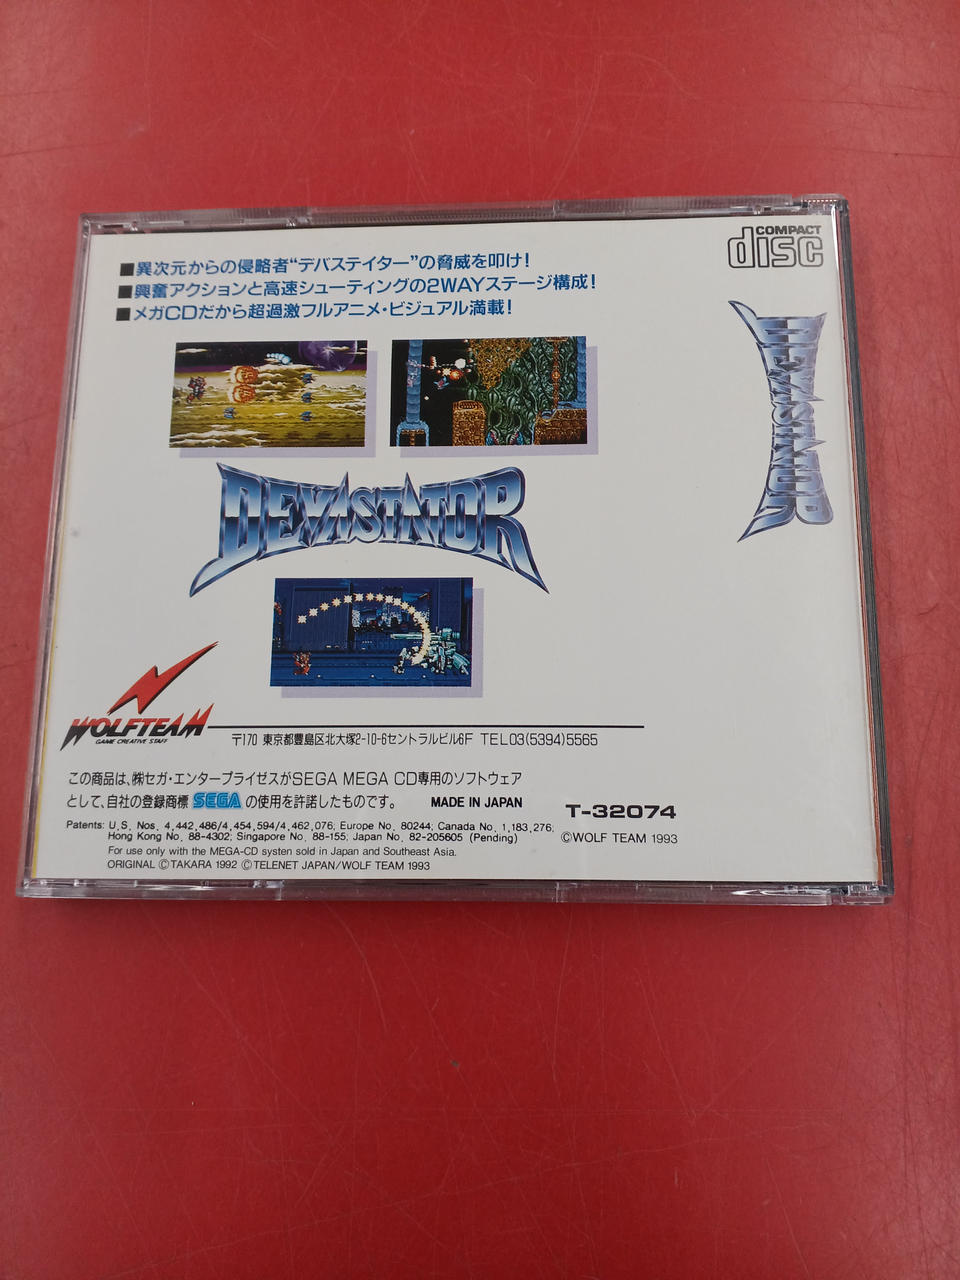 COMPACT
disc
■異次元からの侵略者“デバステイター”の脅威を叩け！
■興奮アクションと高速シューティングの2WAYステージ構成！
■メガCDだから超過激フルアニメ・ビジュアル満載！
DEVASTATOR
DEVASTATOR
WOLFTEAM
GAME CREATIVE STAFF
〒170 東京都豊島区北大塚2-10-6セントラルビル6F TEL03(5394)5565
この商品は、㈱セガ・エンタープライゼスがSEGA MEGA CD専用のソフトウェア
として、自社の登録商標 SEGA の使用を許諾したものです。 MADE IN JAPAN
T-32074
Patents: U.S. Nos. 4,442,486/4,454,594/4,462,076; Europe No. 80244; Canada No. 1,183,276;
Hong Kong No. 88-4302; Singapore No. 88-155; Japan No. 82-205605 (Pending)
©WOLF TEAM 1993
For use only with the MEGA-CD systen sold in Japan and Southeast Asia.
ORIGINAL ©TAKARA 1992 ©TELENET JAPAN/WOLF TEAM 1993